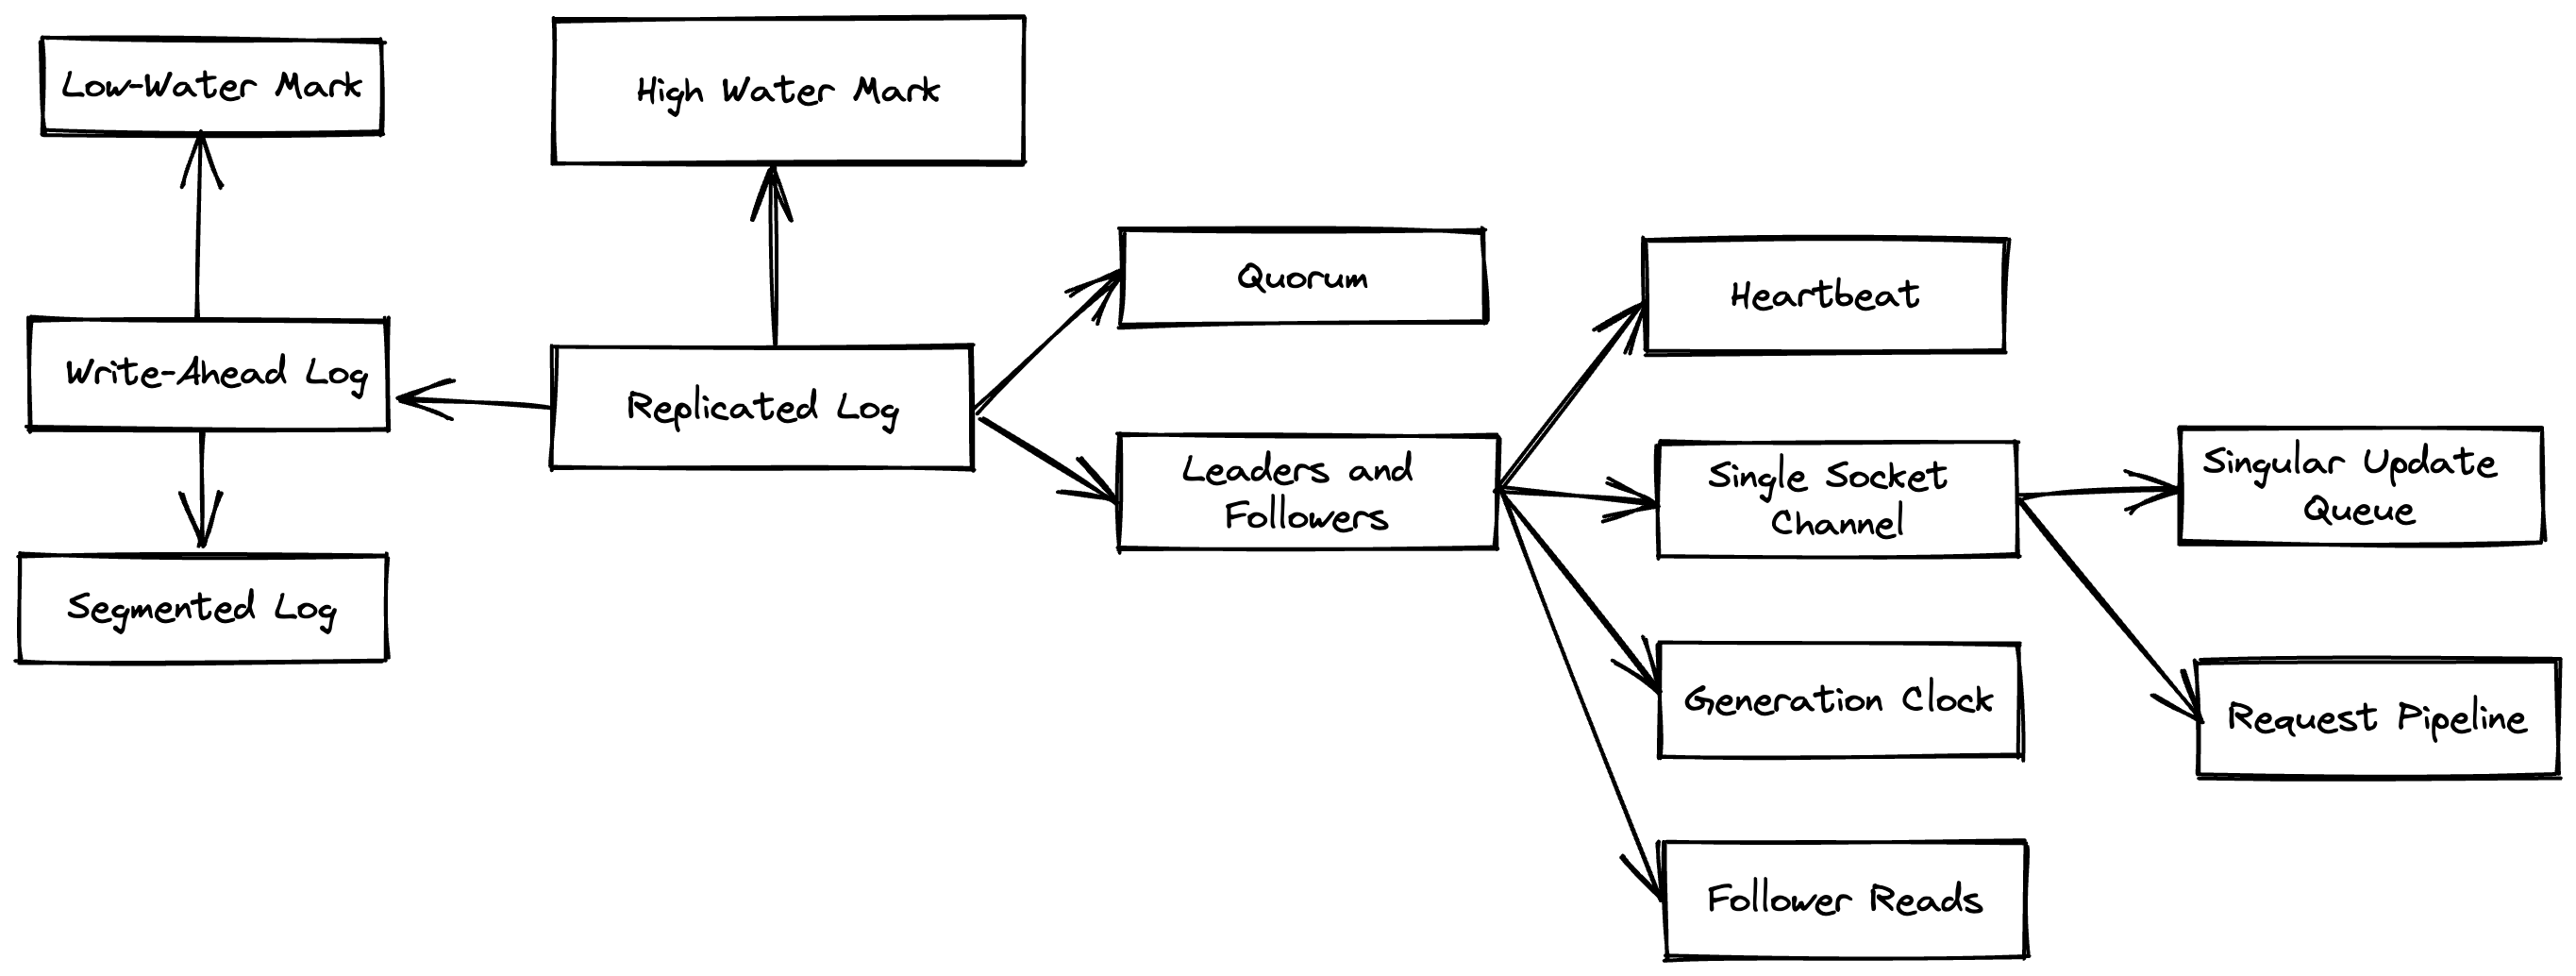 Low-Water Mark
High Water Mark
Quorum
Heartbeat
Write-Ahead Log
Replicated Log
Leaders and
Followers
Single Socket
Channel
Singular Update
Queue
Segmented Log
Generation Clock
Request Pipeline
Follower Reads